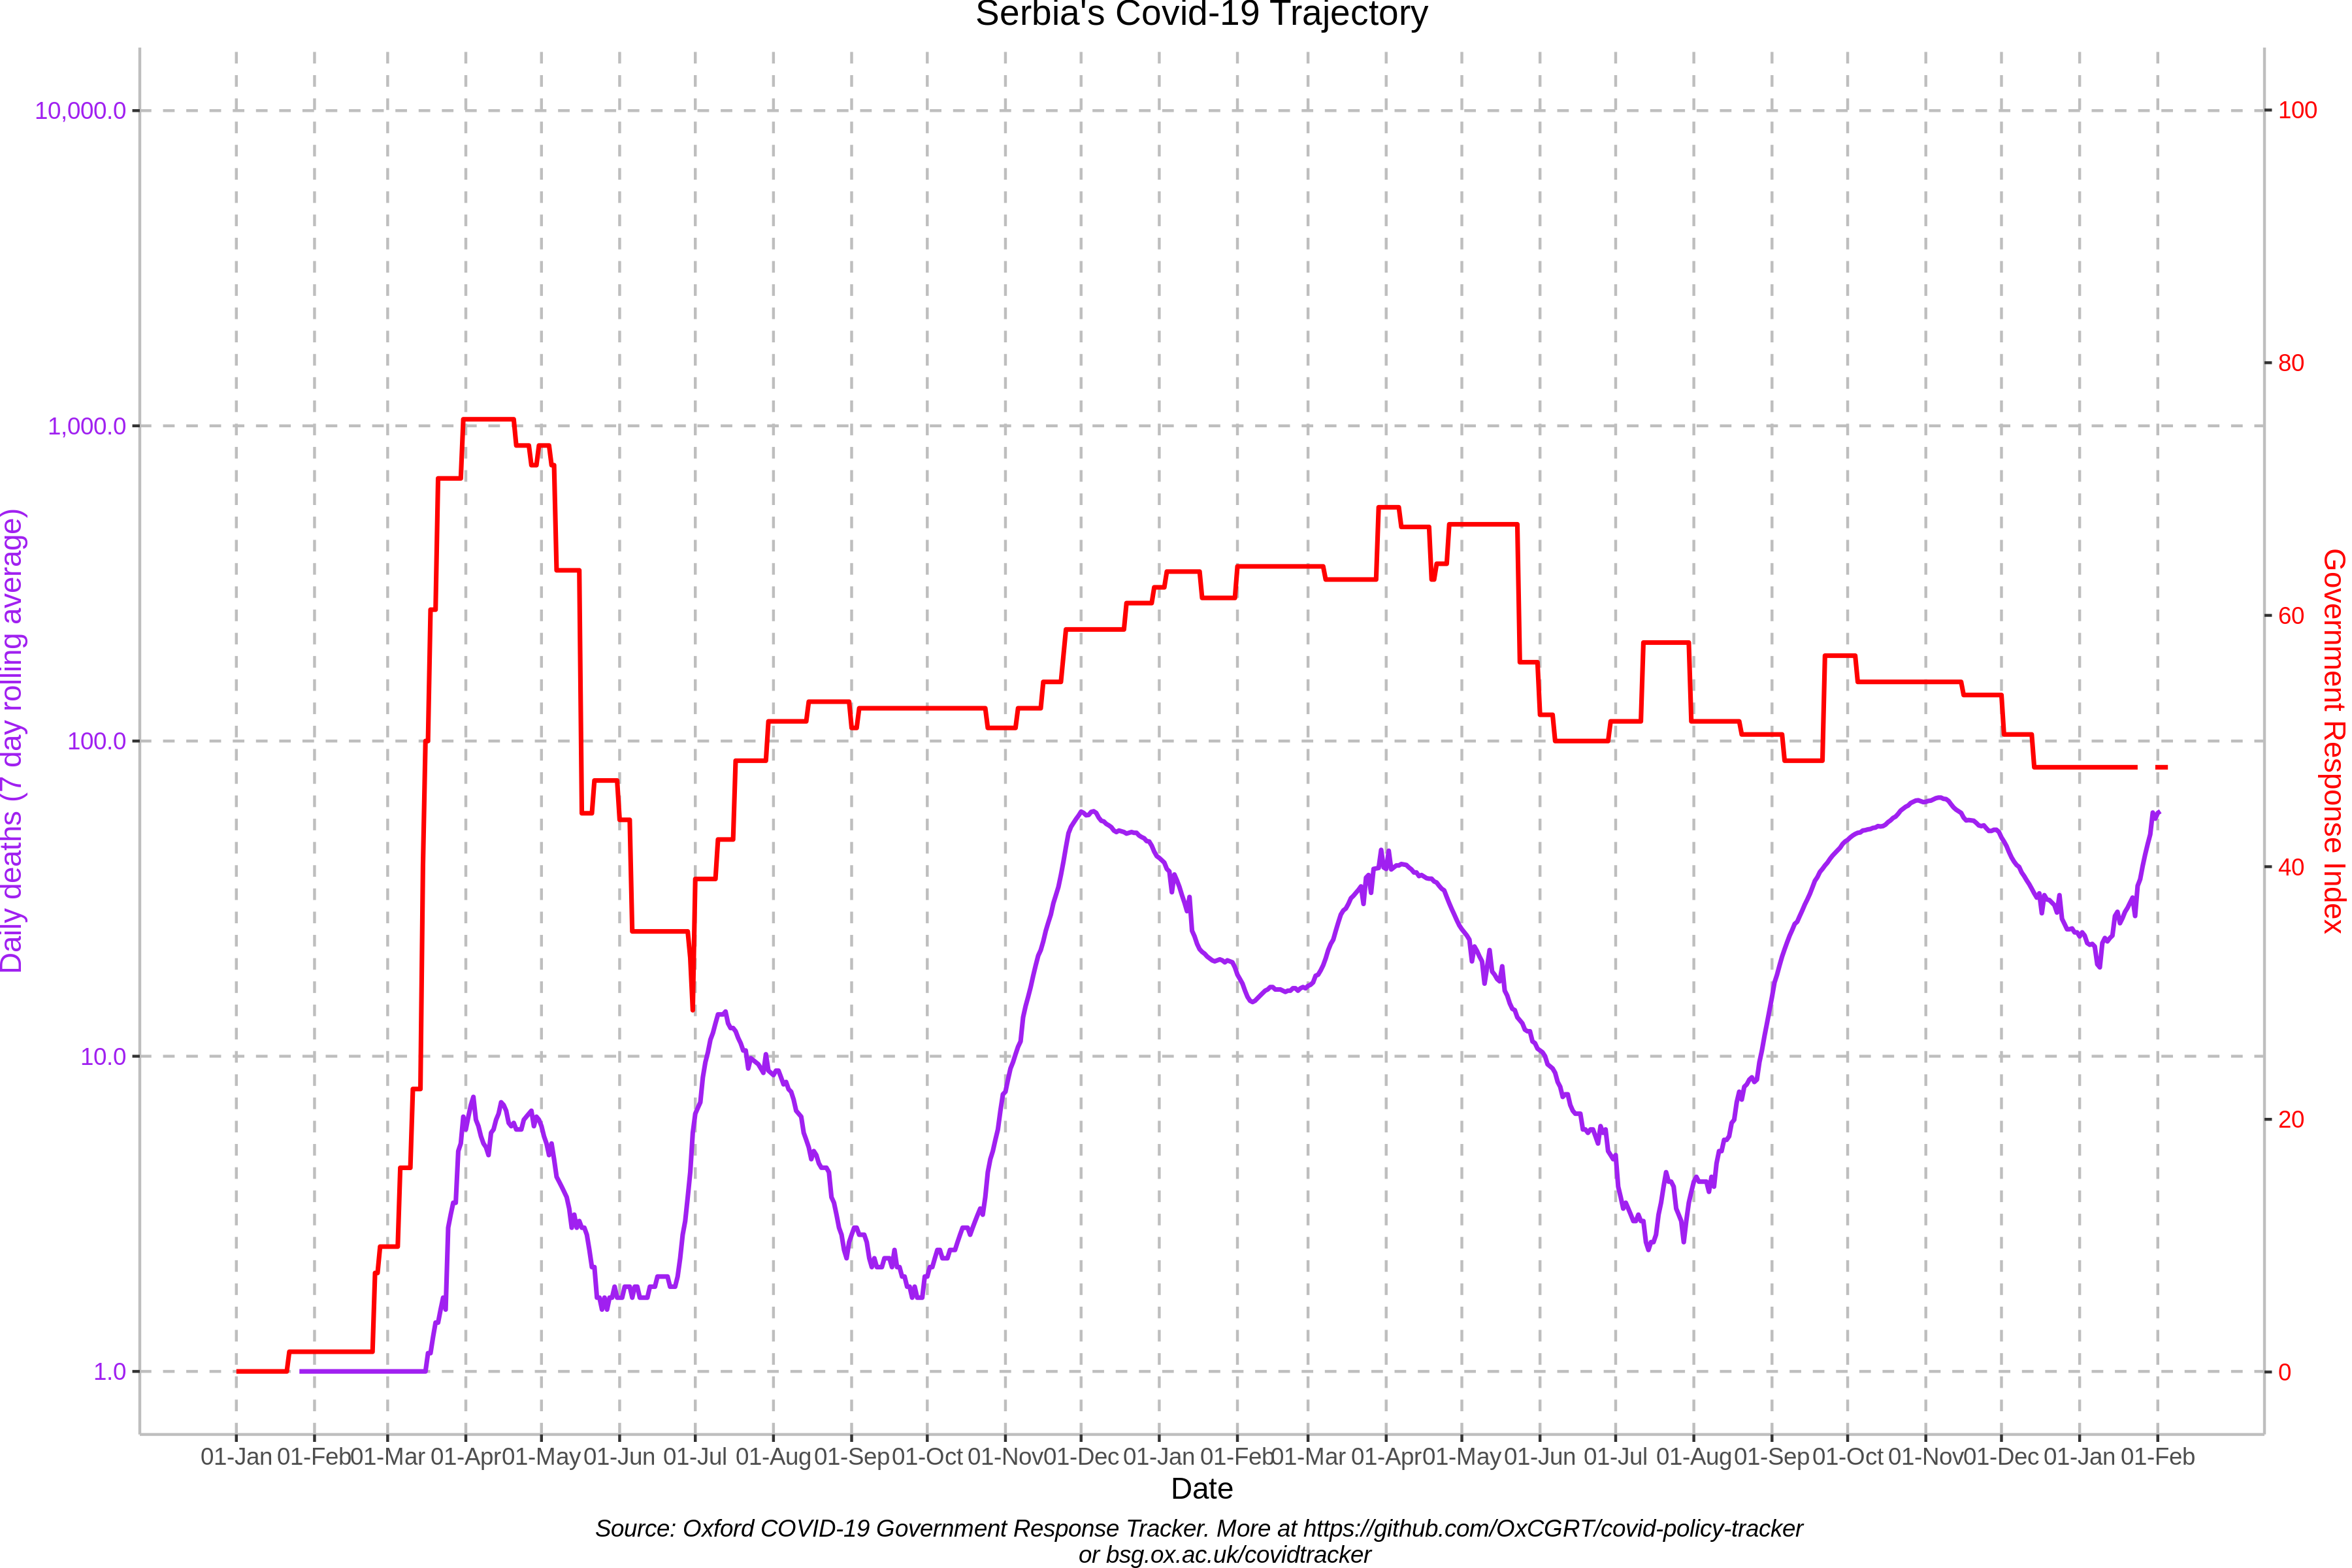 Serbia's Covid-19 Trajectory
10,000.0
1,000.0
100.0
10.0
1.0
Daily deaths (7 day rolling average)
100
80
60
40
20
0
Government Response Index
01-Jan 01-Feb 01-Mar 01-Apr 01-May 01-Jun 01-Jul 01-Aug 01-Sep 01-Oct 01-Nov 01-Dec 01-Jan 01-Feb 01-Mar 01-Apr 01-May 01-Jun 01-Jul 01-Aug 01-Sep 01-Oct 01-Nov 01-Dec 01-Jan 01-Feb
Date
Source: Oxford COVID-19 Government Response Tracker. More at https://github.com/OxCGRT/covid-policy-tracker
or bsg.ox.ac.uk/covidtracker